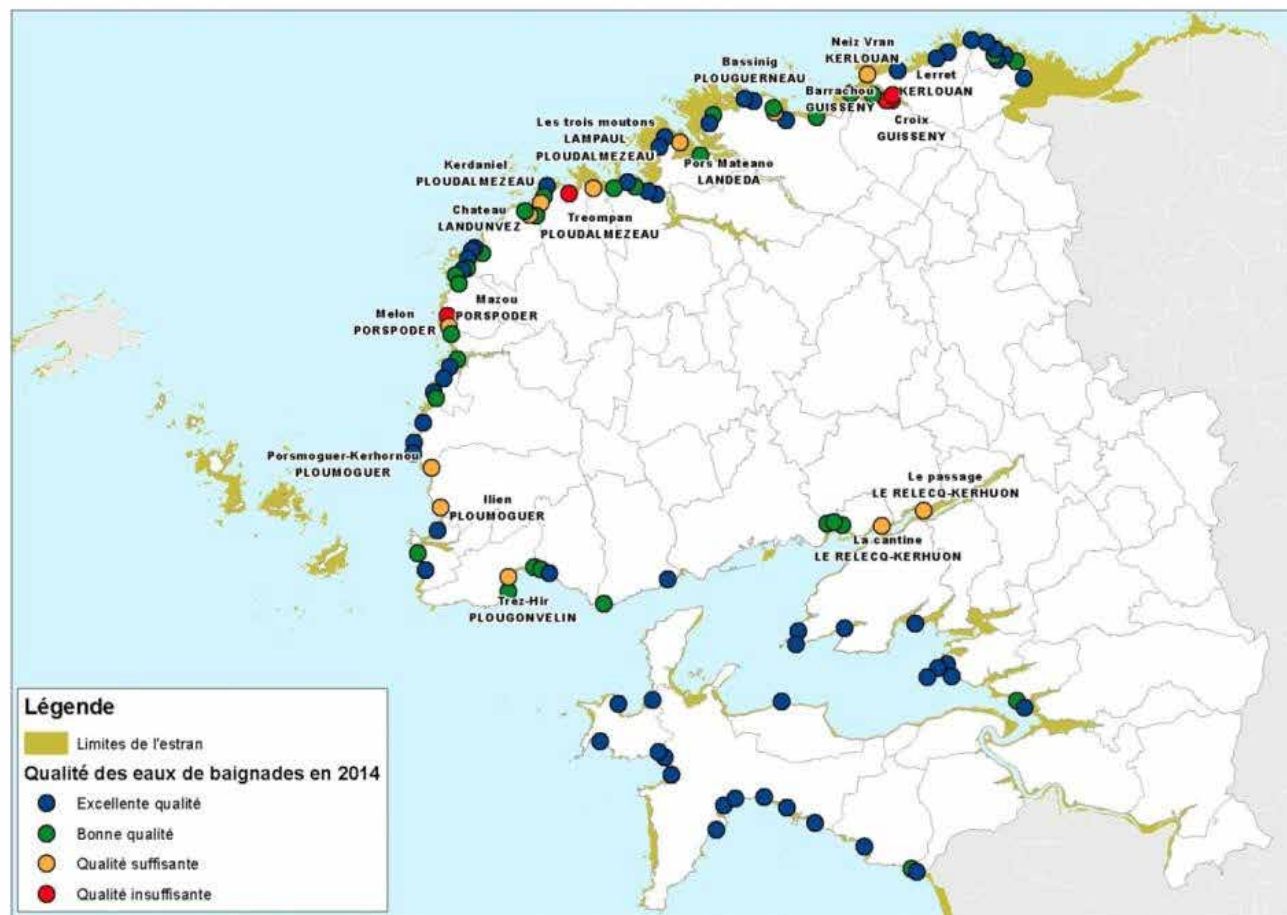 Neiz Vran
KERLOUAN
Bassinig
PLOUGUERNEAU
Lerret
KERLOUAN
Barrachou
GUISSENY
Croix
GUISSENY
Les trois moutons
LAMPAUL
PLOUDALMEZEAU
Pors Mateano
LANDEDA
Kerdaniel
PLOUDALMEZEAU
Chateau
LANDUNVEZ
Treompan
PLOUDALMEZEAU
Mazou
PORSPODER
Melon
PORSPODER
Porsmoguer-Kerhornou
PLOUMOGUER
Ilien
PLOUMOGUER
Le passage
LE RELECQ-KERHUON
La cantine
LE RELECQ-KERHUON
Trez-Hir
PLOUGONVELIN
Légende
Limites de l'estran
Qualité des eaux de baignades en 2014
Excellente qualité
Bonne qualité
Qualité suffisante
Qualité insuffisante